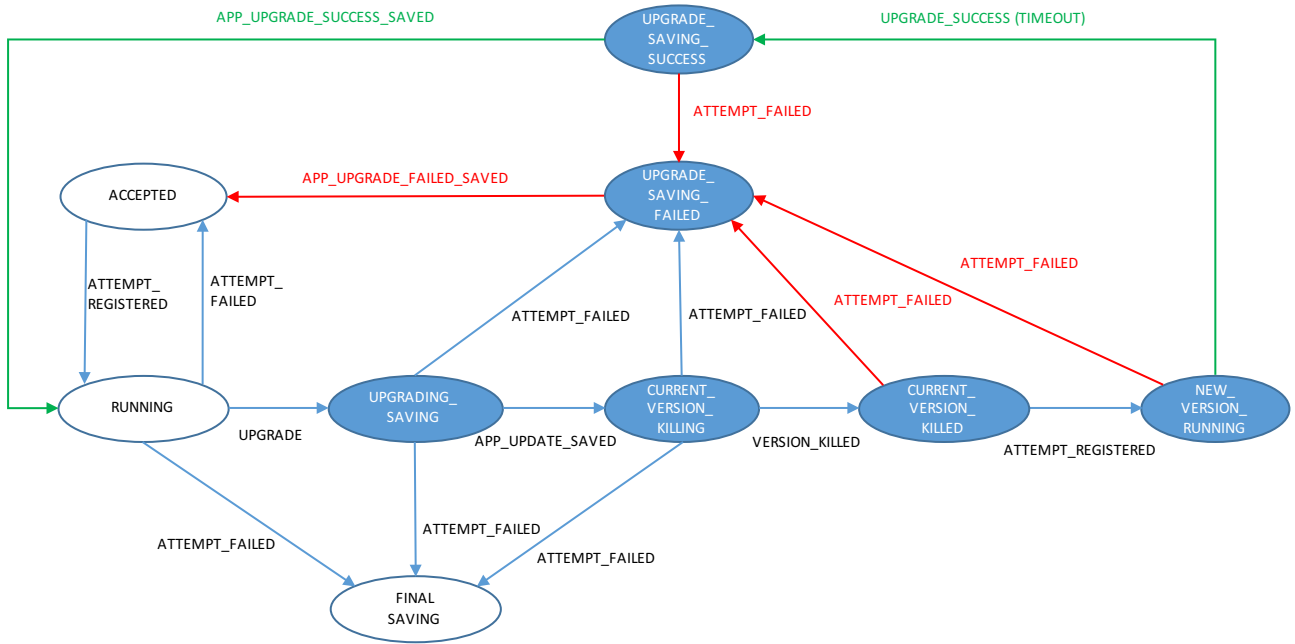 APP_UPGRADE_SUCCESS_SAVED
UPGRADE_
SAVING_
SUCCESS
UPGRADE_SUCCESS (TIMEOUT)
ATTEMPT_FAILED
ACCEPTED
APP_UPGRADE_FAILED_SAVED
UPGRADE_
SAVING_
FAILED
ATTEMPT_
REGISTERED
ATTEMPT_
FAILED
ATTEMPT_FAILED
ATTEMPT_FAILED
ATTEMPT_FAILED
ATTEMPT_FAILED
RUNNING
UPGRADE
UPGRADING_
SAVING
APP_UPDATE_SAVED
CURRENT_
VERSION_
KILLING
VERSION_KILLED
CURRENT_
VERSION_
KILLED
ATTEMPT_REGISTERED
NEW_
VERSION_
RUNNING
ATTEMPT_FAILED
ATTEMPT_FAILED
ATTEMPT_FAILED
FINAL
SAVING